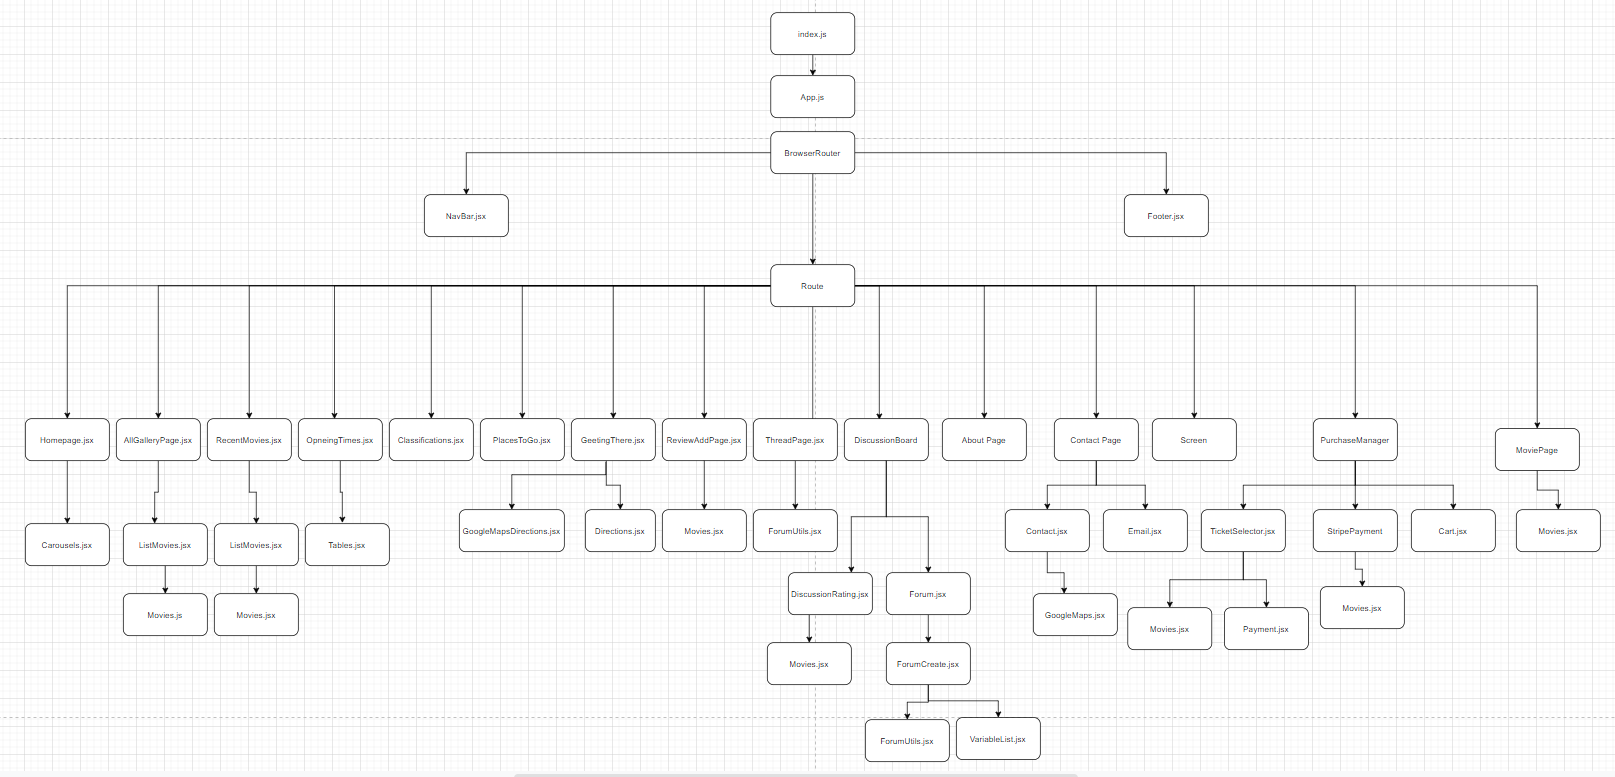 index.js
App.js
BrowserRouter
NavBar.jsx
Footer.jsx
Route
Homepage.jsx
AllGalleryPage.jsx
RecentMovies.jsx
OpneingTimes.jsx
Classifications.jsx
PlacesToGo.jsx
GeetingThere.jsx
ReviewAddPage.jsx
ThreadPage.jsx
DiscussionBoard
About Page
Contact Page
Screen
PurchaseManager
MoviePage
Carousels.jsx
ListMovies.jsx
ListMovies.jsx
Tables.jsx
GoogleMapsDirections.jsx
Directions.jsx
Movies.jsx
ForumUtils.jsx
Contact.jsx
Email.jsx
TicketSelector.jsx
StripePayment
Cart.jsx
Movies.jsx
Movies.js
Movies.jsx
DiscussionRating.jsx
Forum.jsx
GoogleMaps.jsx
Movies.jsx
Payment.jsx
Movies.jsx
Movies.jsx
ForumCreate.jsx
ForumUtils.jsx
VariableList.jsx